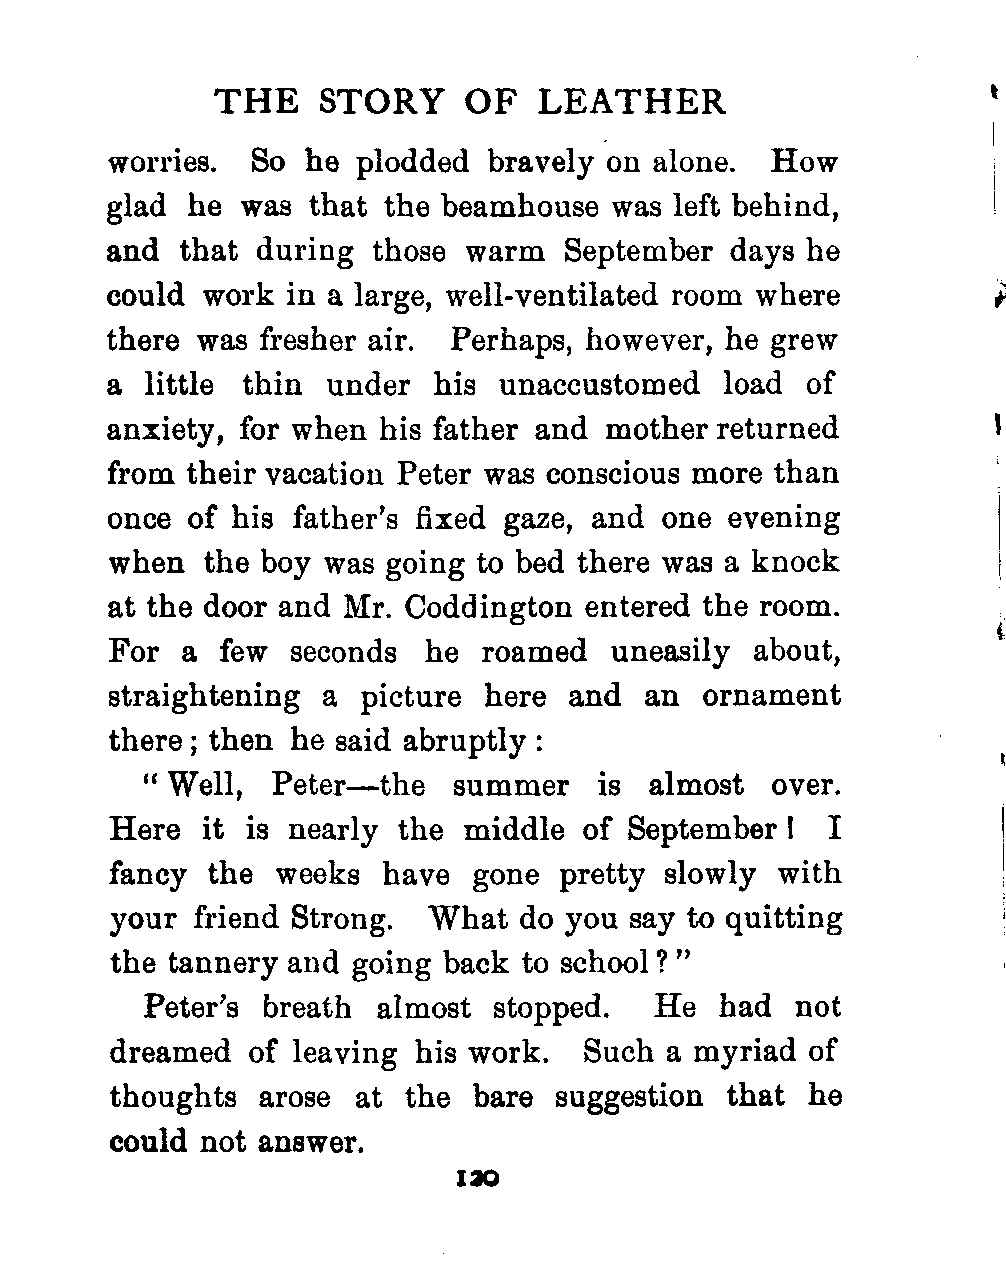 THE STORY OF LEATHER
worries. So he plodded bravely on alone. How
glad he was that the beamhouse was left behind,
and that during those warm September days he
could work in a large, well-ventilated room where
there was fresher air. Perhaps, however, he grew
a little thin under his unaccustomed load of
anxiety, for when his father and mother returned
from their vacation Peter was conscious more than
once of his father's fixed gaze, and one evening
when the boy was going to bed there was a knock
at the door and Mr. Coddington entered the room.
For a few seconds he roamed uneasily about,
straightening a picture here and an ornament
there; then he said abruptly:
"Well, Peter—the summer is almost over.
Here it is nearly the middle of September! I
fancy the weeks have gone pretty slowly with
your friend Strong. What do you say to quitting
the tannery and going back to school?"
Peter's breath almost stopped. He had not
dreamed of leaving his work. Such a myriad of
thoughts arose at the bare suggestion that he
could not answer.
120